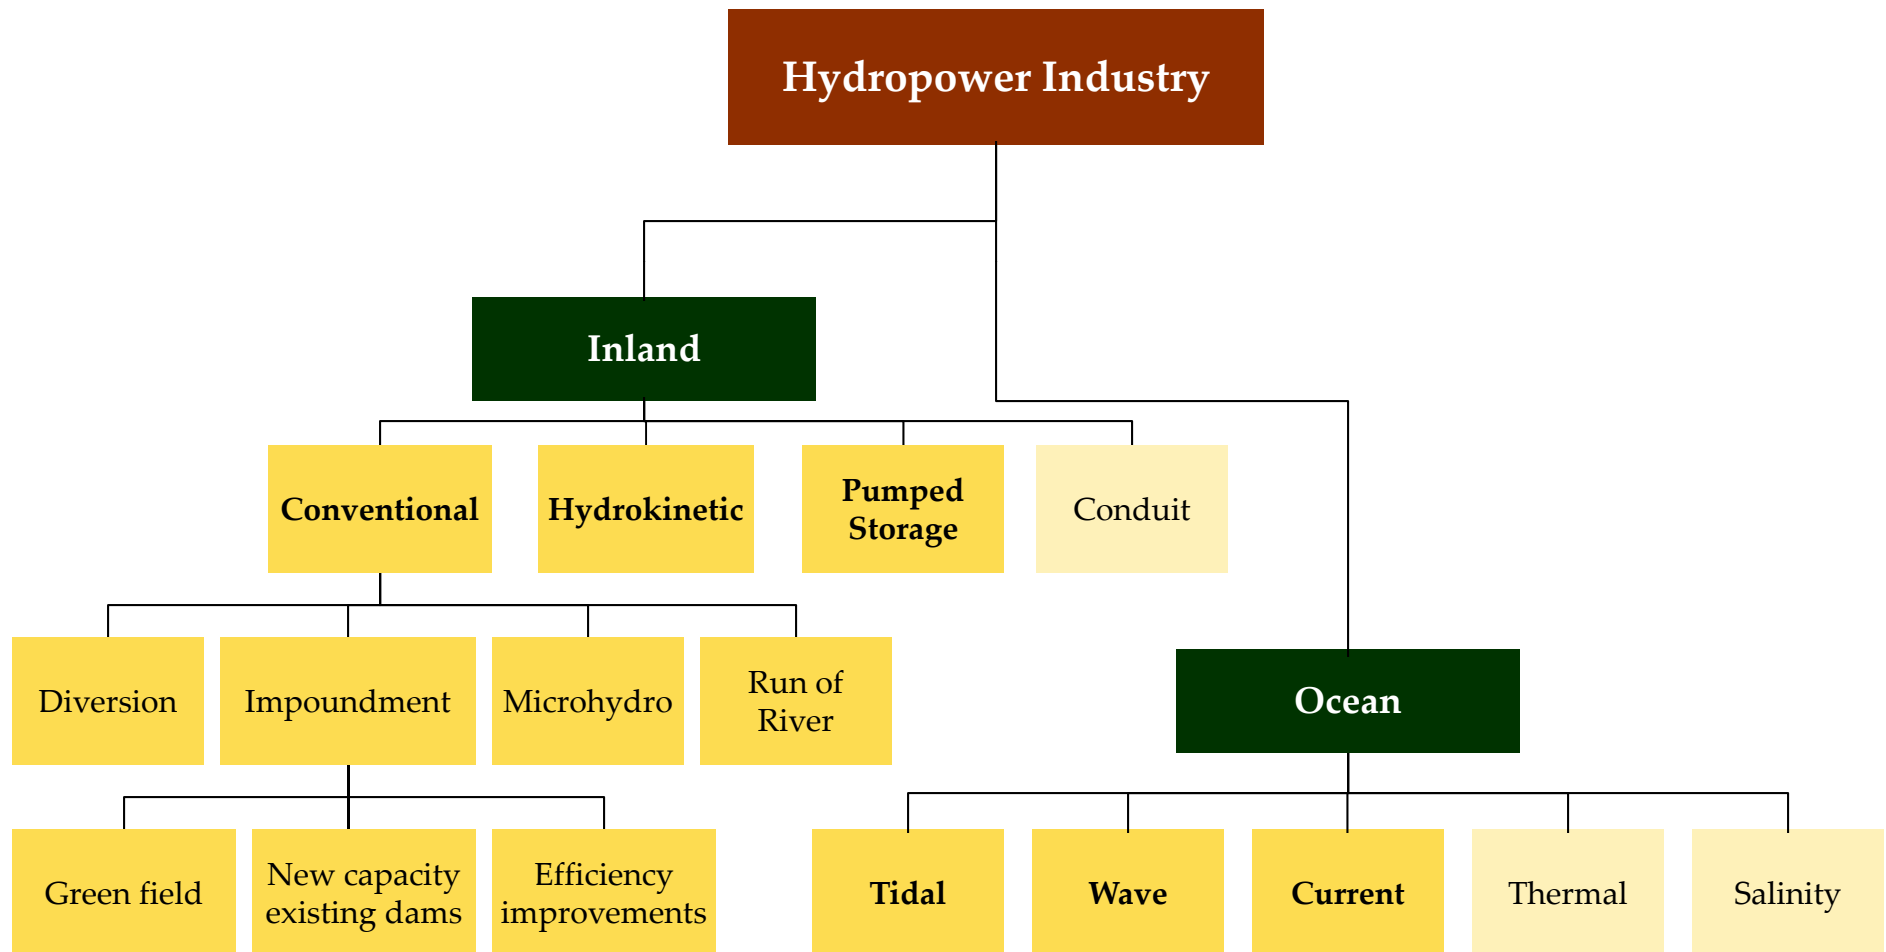 Hydropower Industry
Inland
Conventional
Hydrokinetic
Pumped
Storage
Conduit
Diversion
Impoundment
Microhydro
Run of
River
Ocean
Green field
New capacity
existing dams
Efficiency
improvements
Tidal
Wave
Current
Thermal
Salinity